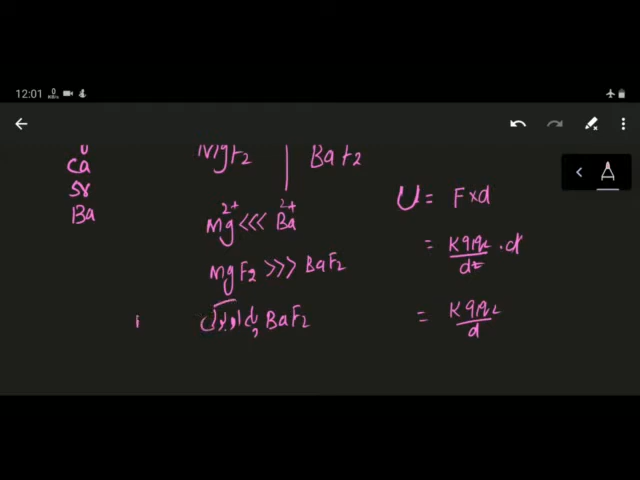 12:01
Ca
Sr
Ba
MgF2 | BaF2
Mg2+ <<< Ba2+
MgF2 >>> BaF2
BaF2
U = F×d
= Kq1q2/d2 . d
= Kq1q2/d